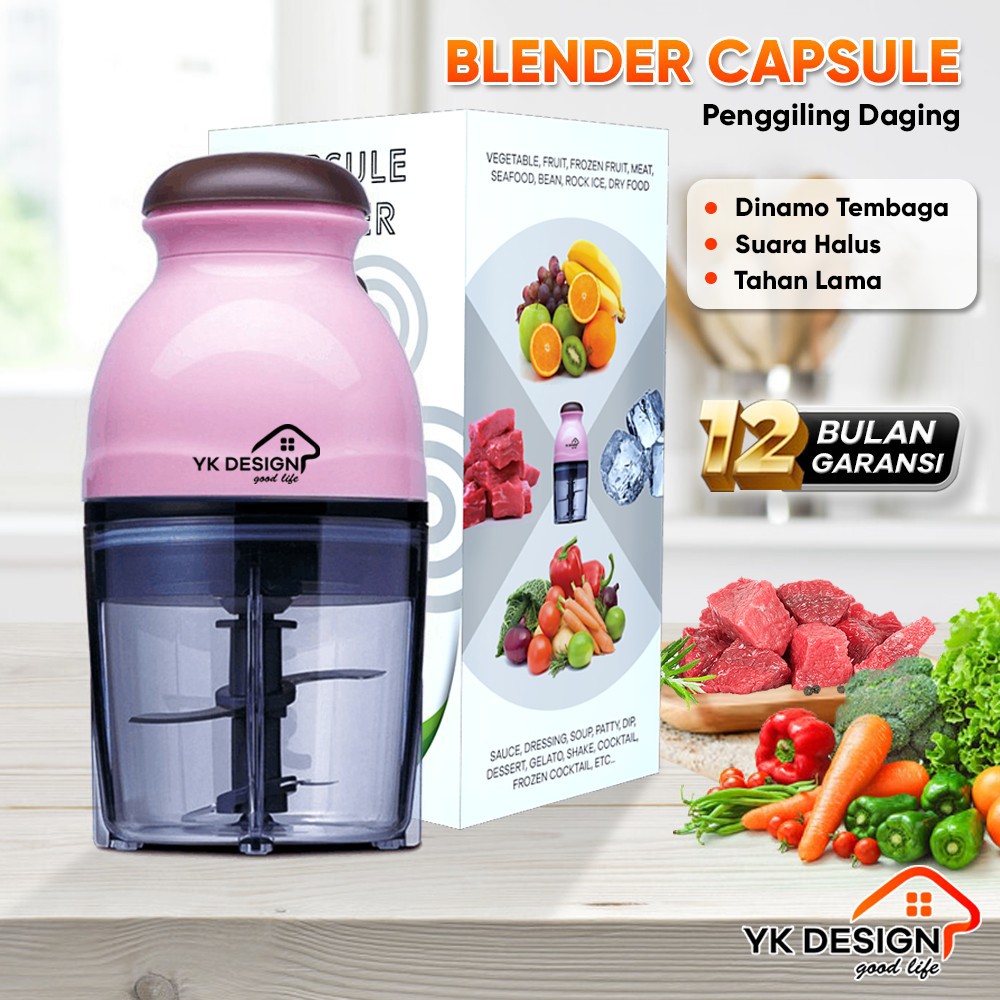 BLENDER CAPSULE
Penggiling Daging
Dinamo Tembaga
Suara Halus
Tahan Lama
12 BULAN
GARANSI
VEGETABLE, FRUIT, FROZEN FRUIT, MEAT,
SEAFOOD, BEAN, ROCK ICE, DRY FOOD
SAUCE, DRESSING, SOUP, PATTY, DIP,
DESSERT, GELATO, SHAKE, COCKTAIL,
FROZEN COCKTAIL, ETC...
YK DESIGN
good life
YK DESIGN
good life